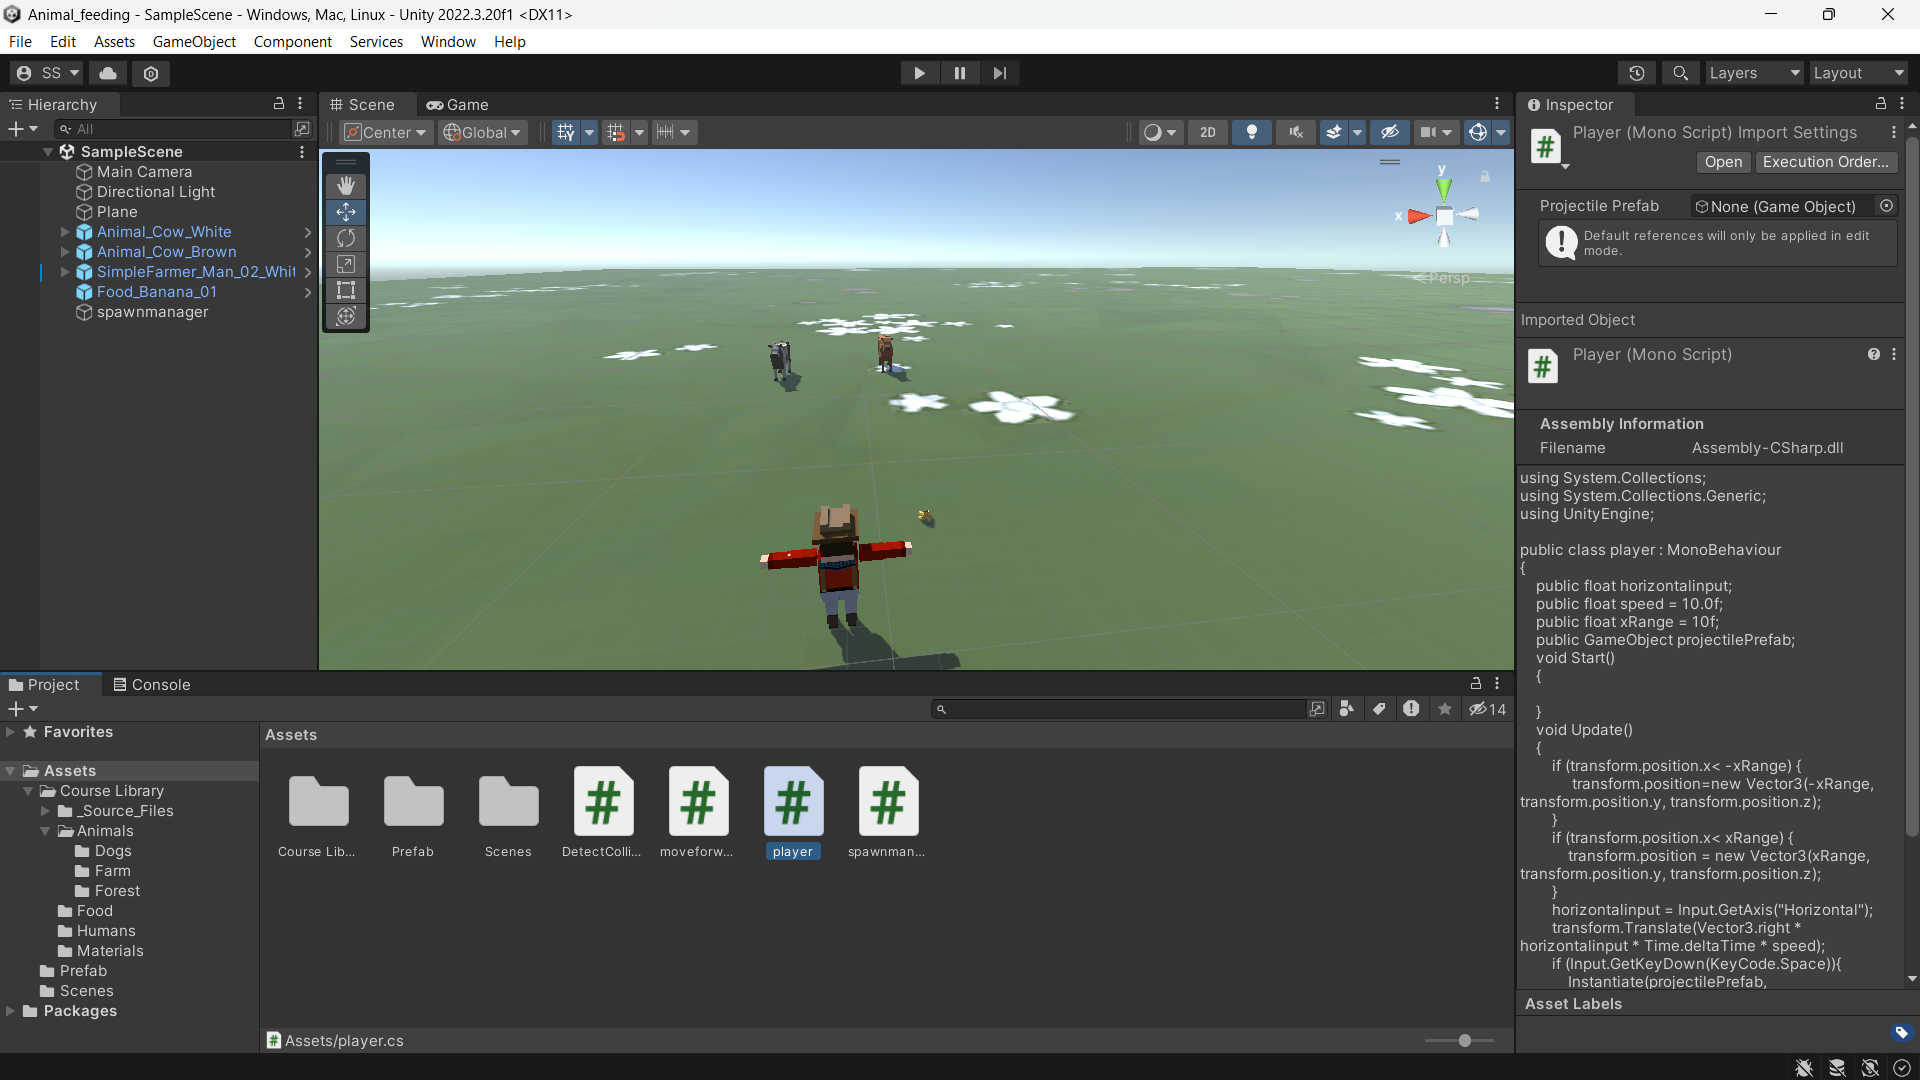 Animal_feeding - SampleScene - Windows, Mac, Linux - Unity 2022.3.20f1 <DX11>
File Edit Assets GameObject Component Services Window Help
SS
Layers Layout
Hierarchy
All
SampleScene
Main Camera
Directional Light
Plane
Animal_Cow_White
Animal_Cow_Brown
SimpleFarmer_Man_02_Whit
Food_Banana_01
spawnmanager
Scene Game
Center Global
2D
y
x
Persp
Inspector
Player (Mono Script) Import Settings
Open Execution Order...
Projectile Prefab None (Game Object)
Default references will only be applied in edit
mode.
Imported Object
Player (Mono Script)
Assembly Information
Filename Assembly-CSharp.dll
using System.Collections;
using System.Collections.Generic;
using UnityEngine;
public class player : MonoBehaviour
{
public float horizontalinput;
public float speed = 10.0f;
public float xRange = 10f;
public GameObject projectilePrefab;
void Start()
{
}
void Update()
{
if (transform.position.x< -xRange) {
transform.position=new Vector3(-xRange,
transform.position.y, transform.position.z);
}
if (transform.position.x< xRange) {
transform.position = new Vector3(xRange,
transform.position.y, transform.position.z);
}
horizontalinput = Input.GetAxis("Horizontal");
transform.Translate(Vector3.right *
horizontalinput * Time.deltaTime * speed);
if (Input.GetKeyDown(KeyCode.Space)){
Instantiate(projectilePrefab,
Asset Labels
Project Console
14
Favorites
Assets
Course Library
_Source_Files
Animals
Dogs
Farm
Forest
Food
Humans
Materials
Prefab
Scenes
Packages
Assets
Course Lib... Prefab Scenes DetectColli... moveforw... player spawnman...
Assets/player.cs